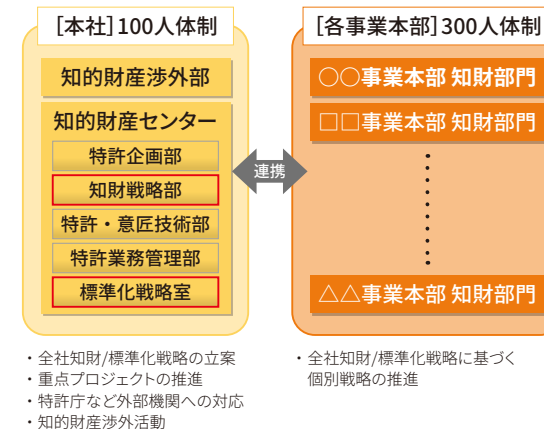 [本社]100人体制
知的財産渉外部
知的財産センター
特許企画部
知財戦略部
特許・意匠技術部
特許業務管理部
標準化戦略室
・全社知財/標準化戦略の立案
・重点プロジェクトの推進
・特許庁など外部機関への対応
・知的財産渉外活動
連携
[各事業本部]300人体制
○○事業本部 知財部門
□□事業本部 知財部門
△△事業本部 知財部門
・全社知財/標準化戦略に基づく
個別戦略の推進